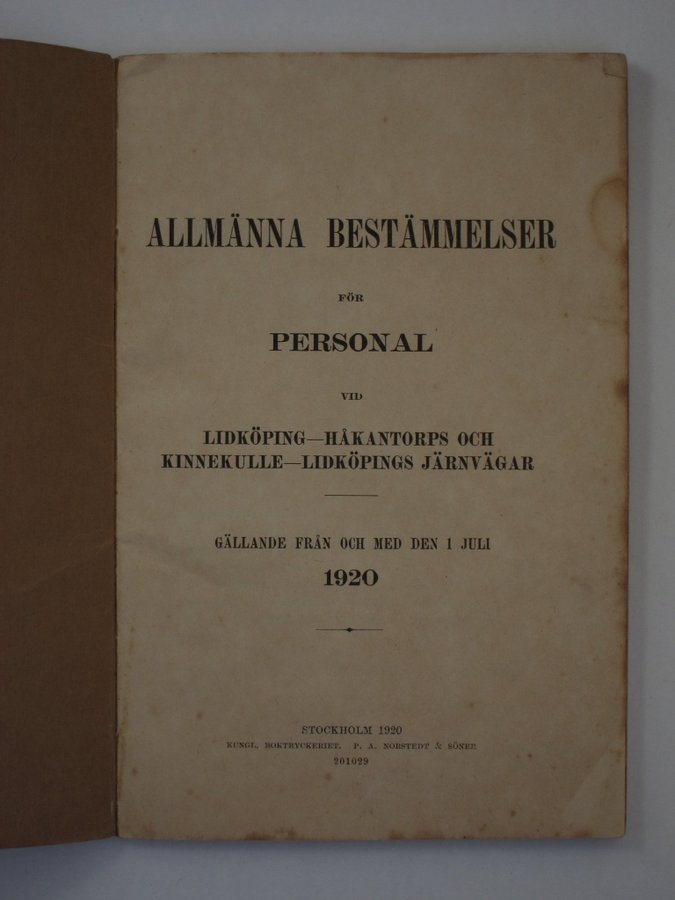 ALLMÄNNA BESTÄMMELSER
FÖR
PERSONAL
VID
LIDKÖPING—HÅKANTORPS OCH
KINNEKULLE—LIDKÖPINGS JÄRNVÄGAR
GÄLLANDE FRÅN OCH MED DEN 1 JULI
1920
STOCKHOLM 1920
KUNGL. BOKTRYCKERIET. P. A. NORSTEDT & SÖNER
201029